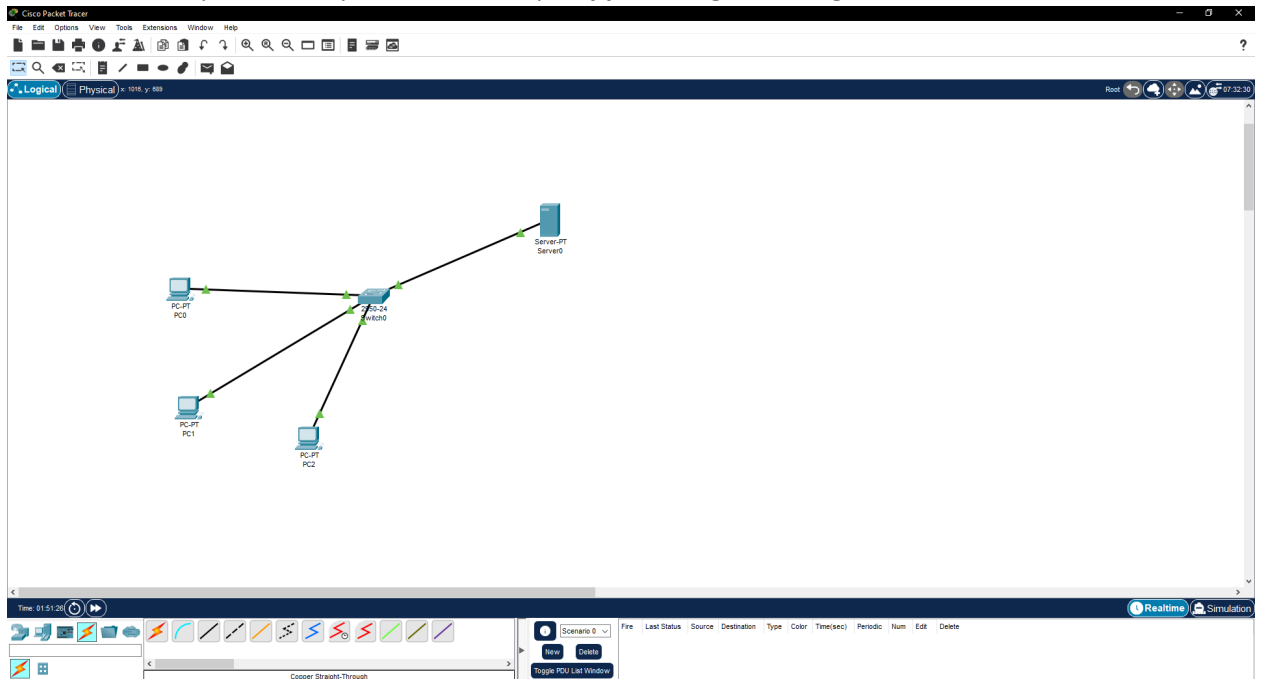 Cisco Packet Tracer
File Edit Options View Tools Extensions Window Help
?
Logical Physical x: 1016, y: 689 Root 07:32:30
Server-PT
Server0
PC-PT
PC0
2950-24
Switch0
PC-PT
PC1
PC-PT
PC2
Time: 01:51:26 Realtime Simulation
Scenario 0 Fire Last Status Source Destination Type Color Time(sec) Periodic Num Edit Delete
New Delete
Toggle PDU List Window
Copper Straight-Through